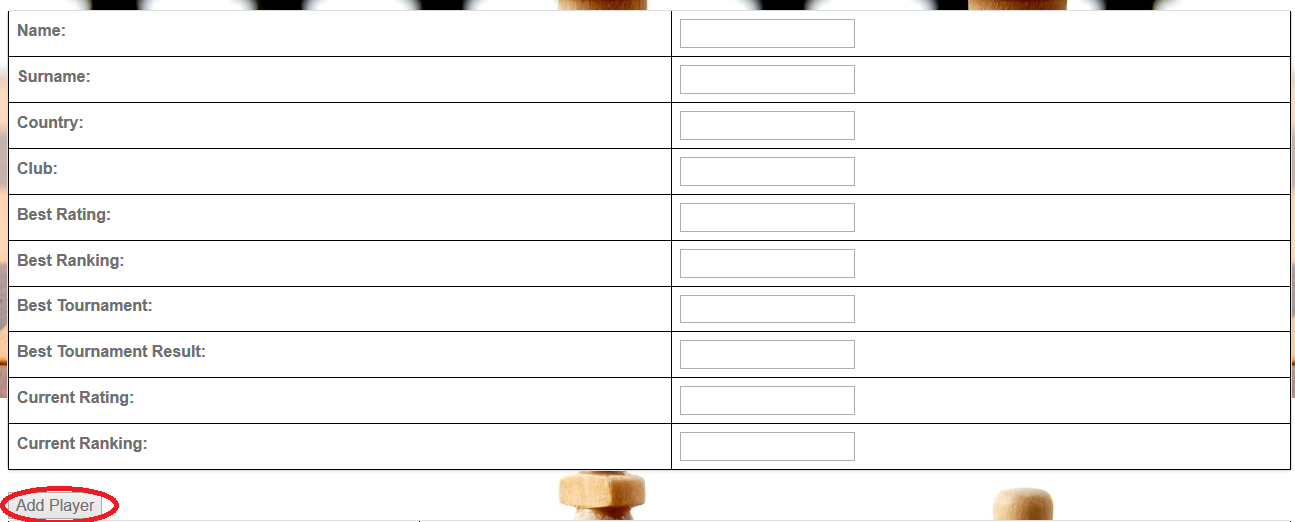 Name:
Surname:
Country:
Club:
Best Rating:
Best Ranking:
Best Tournament:
Best Tournament Result:
Current Rating:
Current Ranking:
Add Player